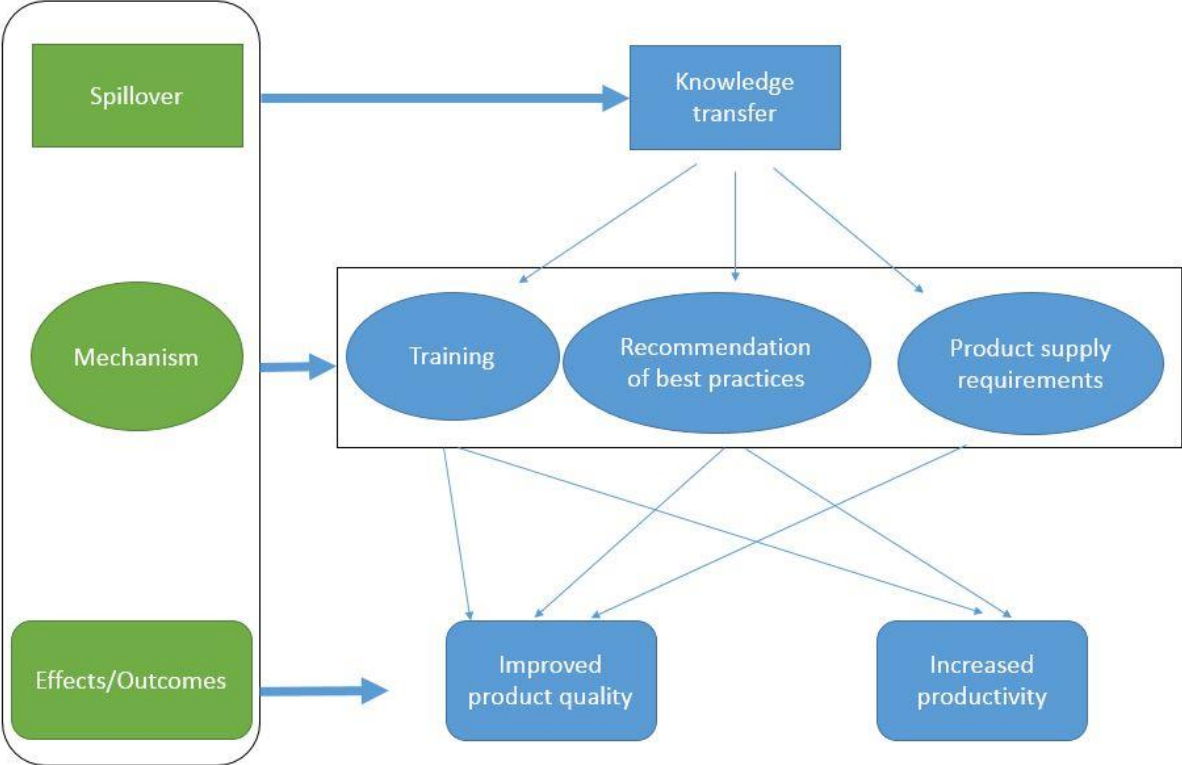 Spillover
Knowledge
transfer
Mechanism
Training
Recommendation
of best practices
Product supply
requirements
Effects/Outcomes
Improved
product quality
Increased
productivity